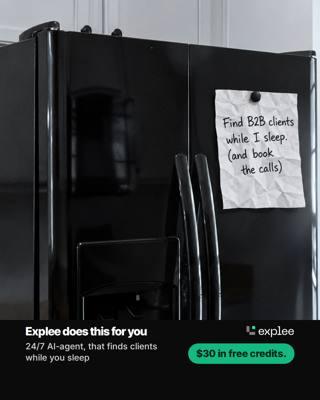 Find B2B clients
while I sleep.
(and book
the calls)
Explee does this for you
explee
24/7 AI-agent, that finds clients
while you sleep
$30 in free credits.